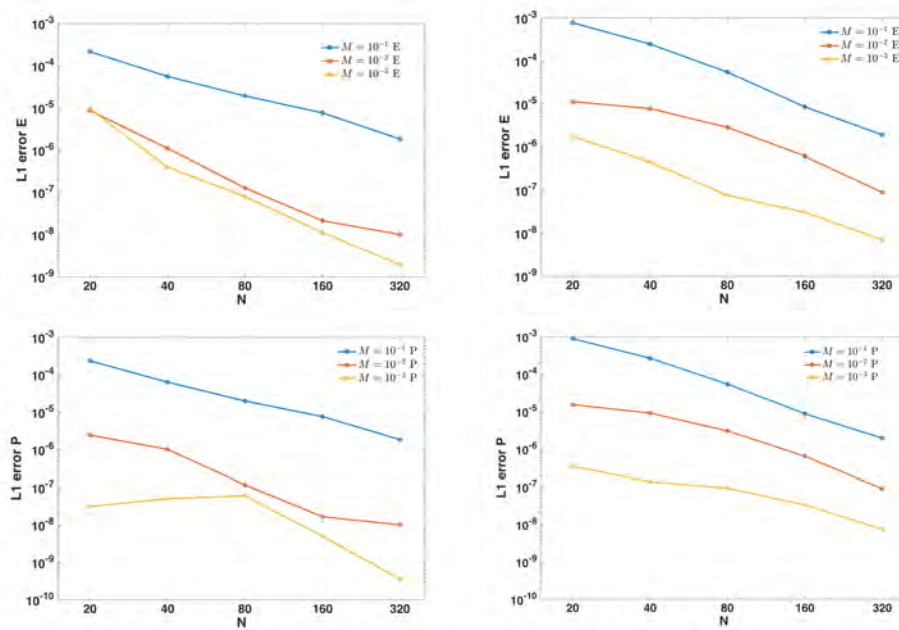 10-3
10-4
10-5
10-6
10-7
10-8
10-9
L1 error E
M = 10-1 E
M = 10-2 E
M = 10-3 E
20 40 80 160 320
N
10-3
10-4
10-5
10-6
10-7
10-8
10-9
L1 error E
M = 10-1 E
M = 10-2 E
M = 10-3 E
20 40 80 160 320
N
10-3
10-4
10-5
10-6
10-7
10-8
10-9
10-10
L1 error P
M = 10-1 P
M = 10-2 P
M = 10-3 P
20 40 80 160 320
N
10-3
10-4
10-5
10-6
10-7
10-8
10-9
10-10
L1 error P
M = 10-1 P
M = 10-2 P
M = 10-3 P
20 40 80 160 320
N